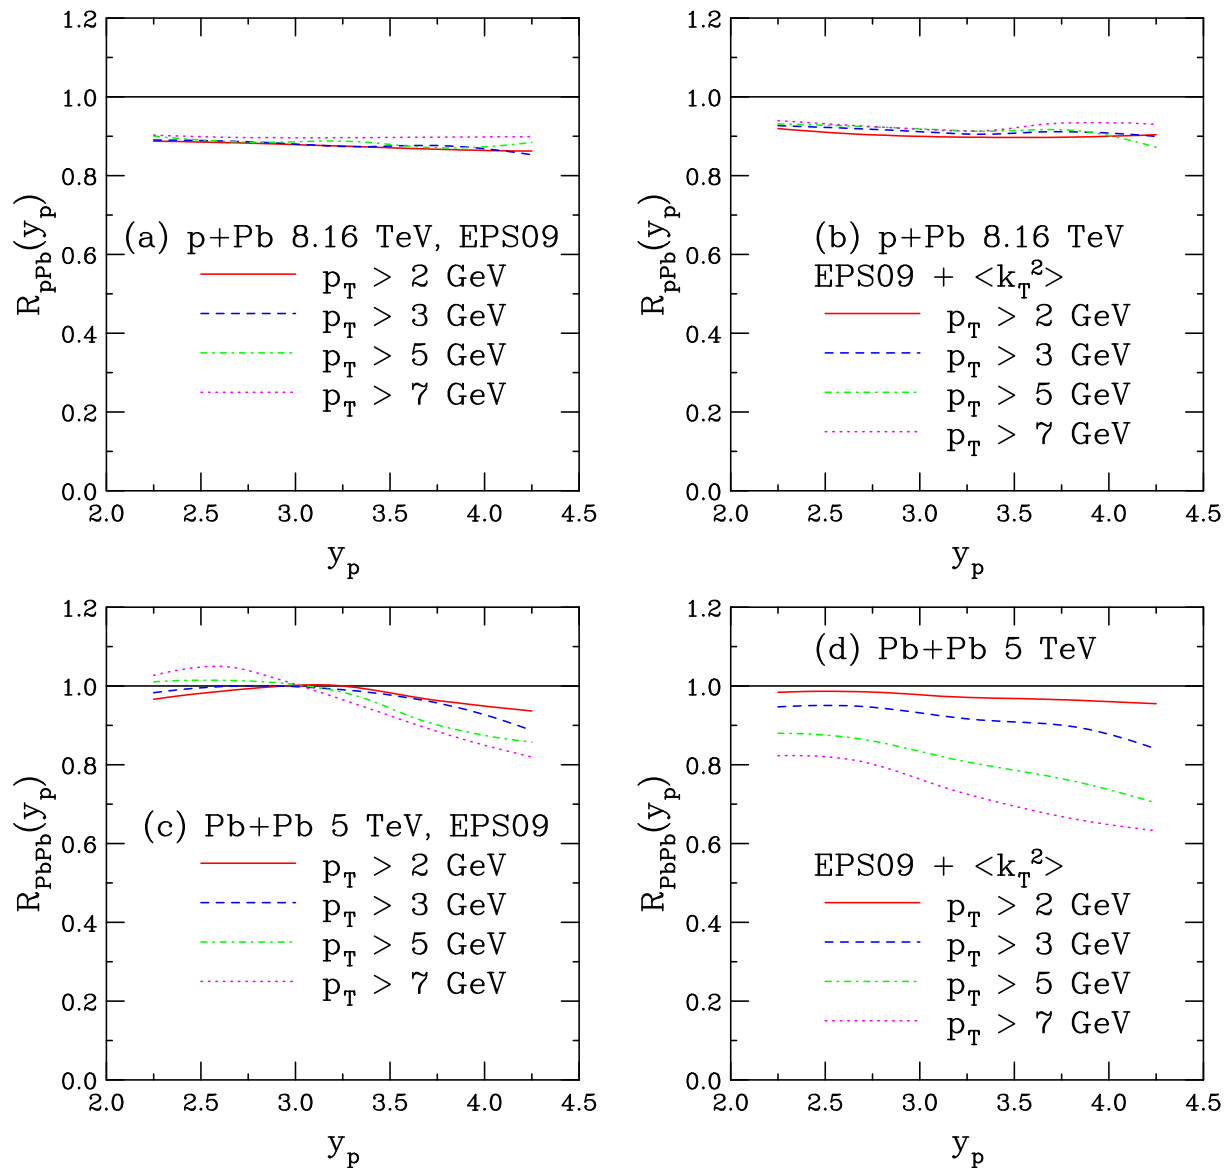 1.2
1.0
0.8
0.6
0.4
0.2
0.0
R_pPb(y_p)
(a) p+Pb 8.16 TeV, EPS09
p_T > 2 GeV
p_T > 3 GeV
p_T > 5 GeV
p_T > 7 GeV
2.0 2.5 3.0 3.5 4.0 4.5
y_p
1.2
1.0
0.8
0.6
0.4
0.2
0.0
R_pPb(y_p)
(b) p+Pb 8.16 TeV
EPS09 + <k_T^2>
p_T > 2 GeV
p_T > 3 GeV
p_T > 5 GeV
p_T > 7 GeV
2.0 2.5 3.0 3.5 4.0 4.5
y_p
1.2
1.0
0.8
0.6
0.4
0.2
0.0
R_PbPb(y_p)
(c) Pb+Pb 5 TeV, EPS09
p_T > 2 GeV
p_T > 3 GeV
p_T > 5 GeV
p_T > 7 GeV
2.0 2.5 3.0 3.5 4.0 4.5
y_p
1.2
1.0
0.8
0.6
0.4
0.2
0.0
R_PbPb(y_p)
(d) Pb+Pb 5 TeV
EPS09 + <k_T^2>
p_T > 2 GeV
p_T > 3 GeV
p_T > 5 GeV
p_T > 7 GeV
2.0 2.5 3.0 3.5 4.0 4.5
y_p